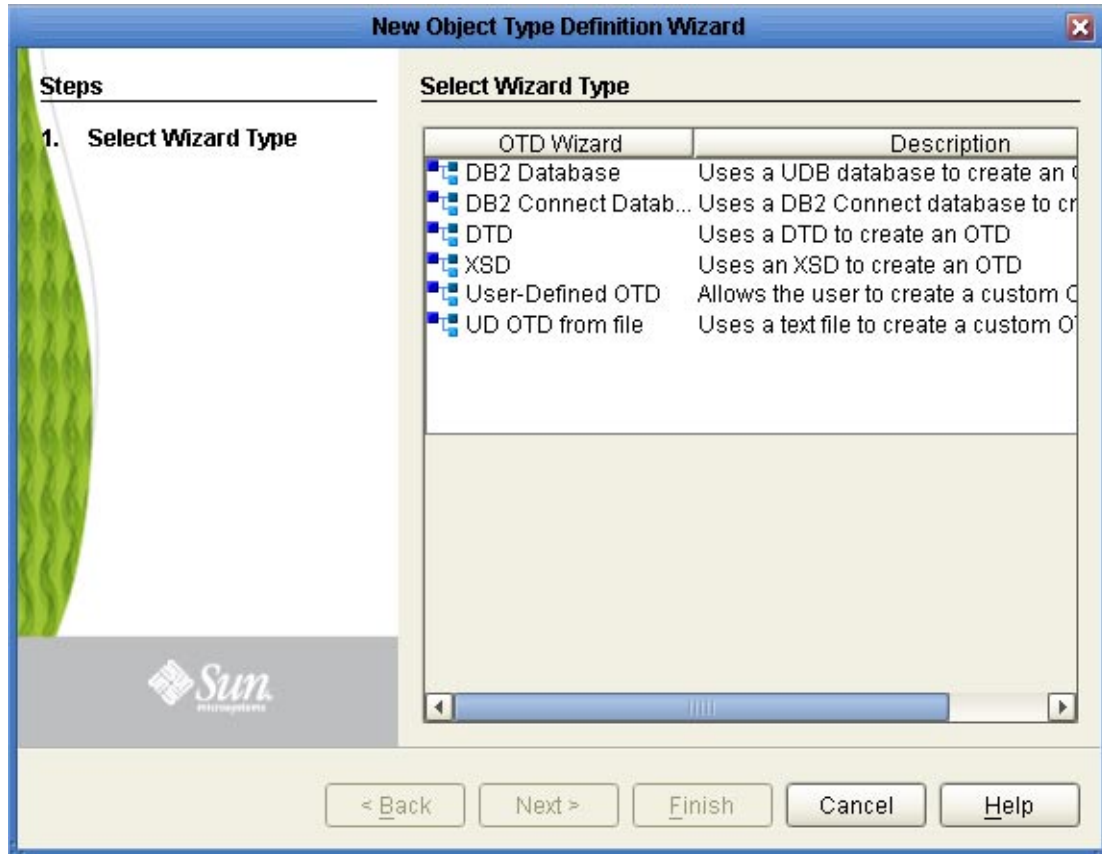 New Object Type Definition Wizard
Steps
1. Select Wizard Type
Select Wizard Type
OTD Wizard Description
DB2 Database Uses a UDB database to create an
DB2 Connect Datab... Uses a DB2 Connect database to cr
DTD Uses a DTD to create an OTD
XSD Uses an XSD to create an OTD
User-Defined OTD Allows the user to create a custom
UD OTD from file Uses a text file to create a custom
Sun
microsystems
< Back Next > Finish Cancel Help